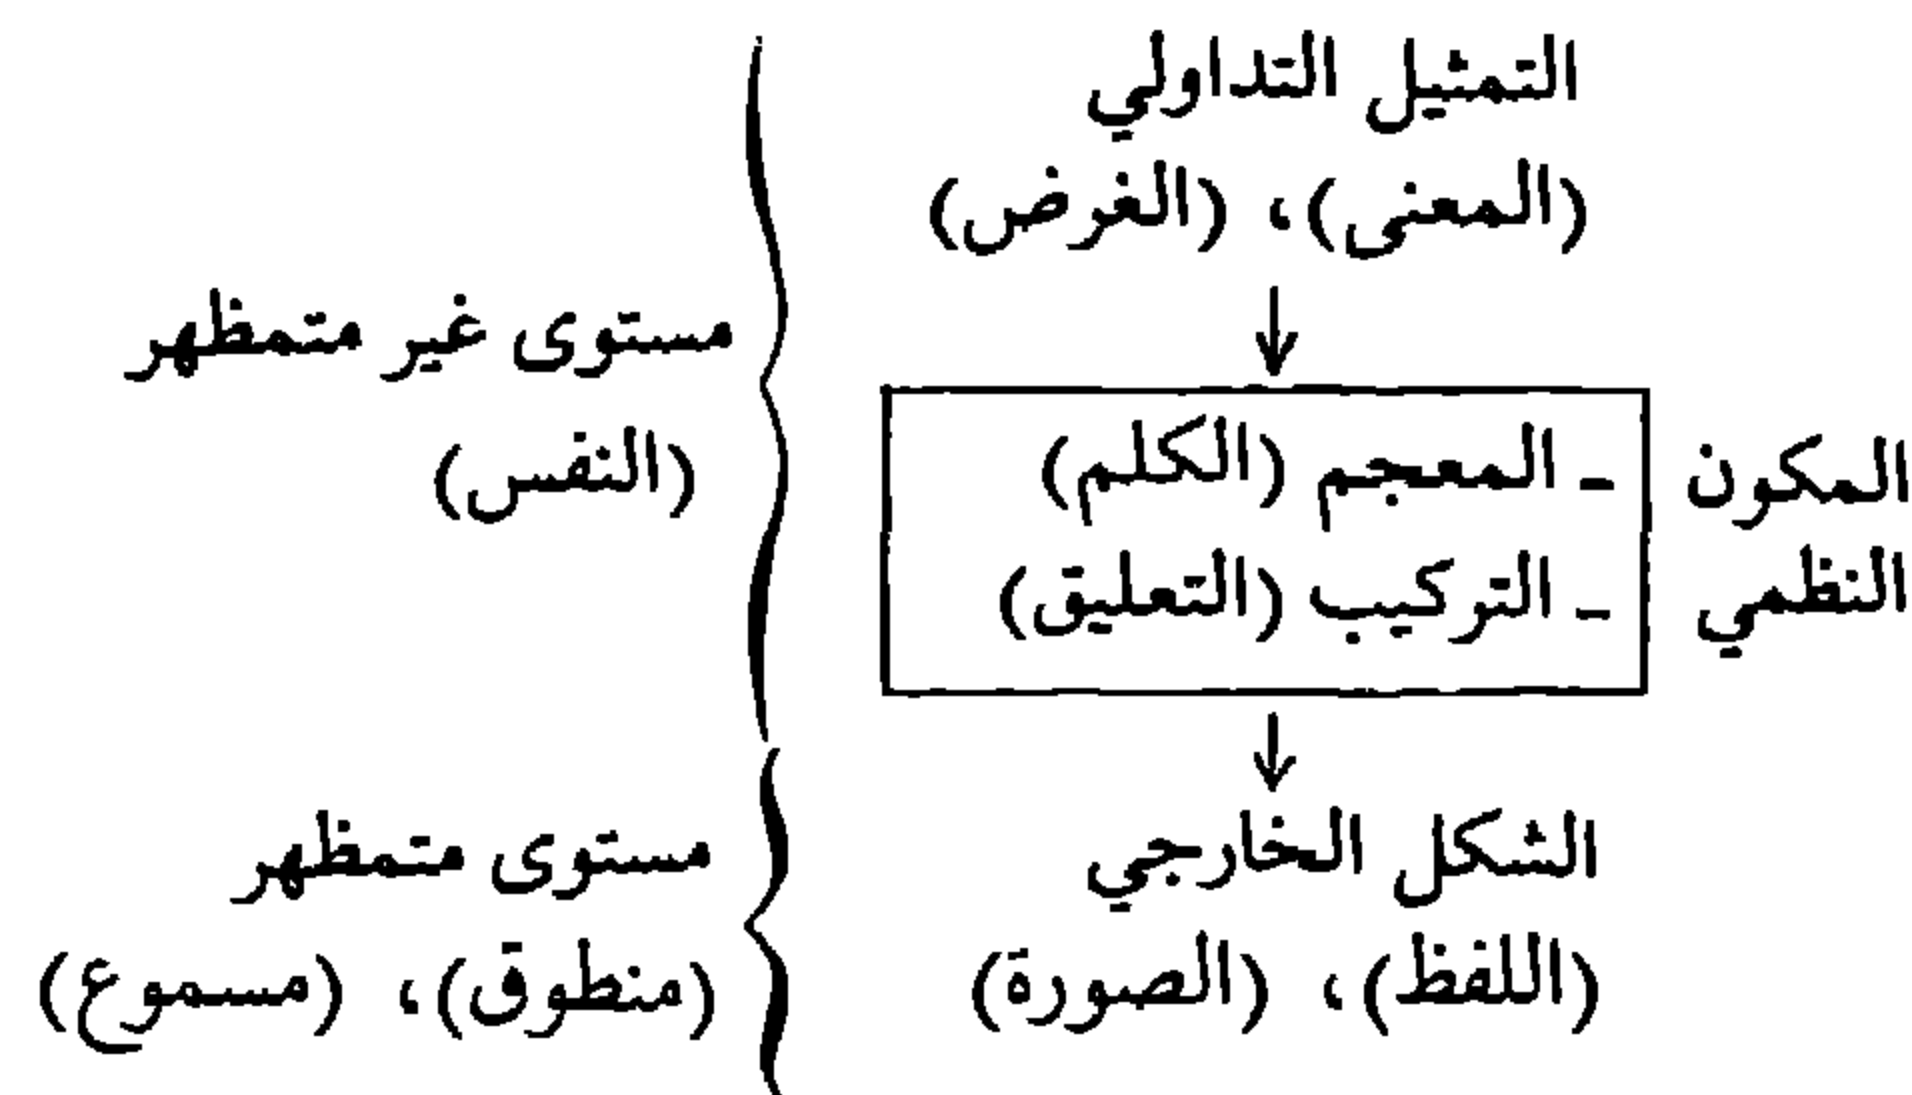 التمثيل التداولي
(المعنى)، (الغرض)
مستوى غير متمظهر
(النفس)
المكون
النظمي
ـ المعجم (الكلم)
ـ التركيب (التعليق)
الشكل الخارجي
(اللفظ)، (الصورة)
مستوى متمظهر
(منطوق)، (مسموع)